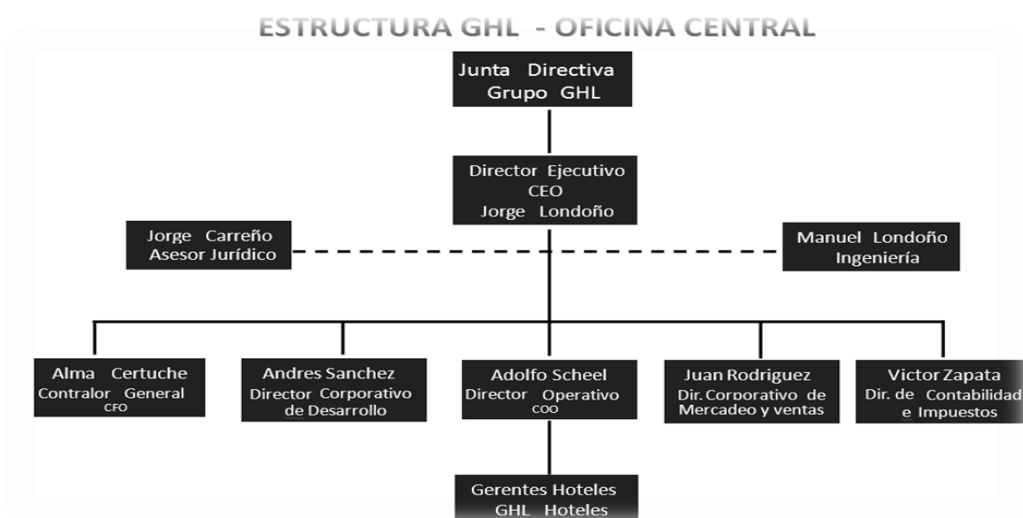 ESTRUCTURA GHL - OFICINA CENTRAL
Junta Directiva
Grupo GHL
Director Ejecutivo
CEO
Jorge Londoño
Jorge Carreño
Asesor Jurídico
Manuel Londoño
Ingeniería
Alma Certuche
Contralor General
CFO
Andres Sanchez
Director Corporativo
de Desarrollo
Adolfo Scheel
Director Operativo
COO
Juan Rodriguez
Dir. Corporativo de
Mercadeo y ventas
Victor Zapata
Dir. de Contabilidad
e Impuestos
Gerentes Hoteles
GHL Hoteles